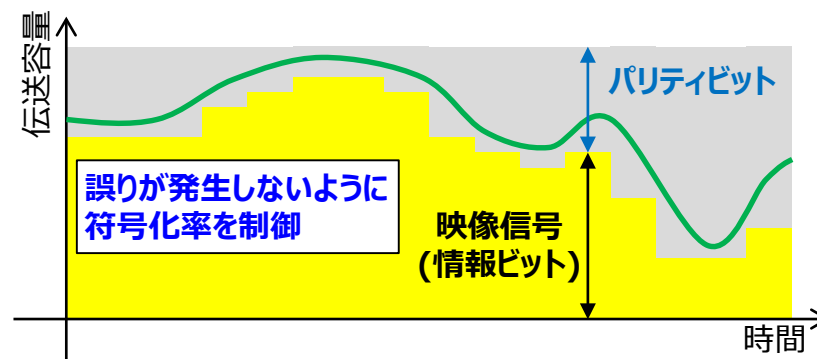 伝送容量
パリティビット
誤りが発生しないように
符号化率を制御
映像信号
(情報ビット)
時間